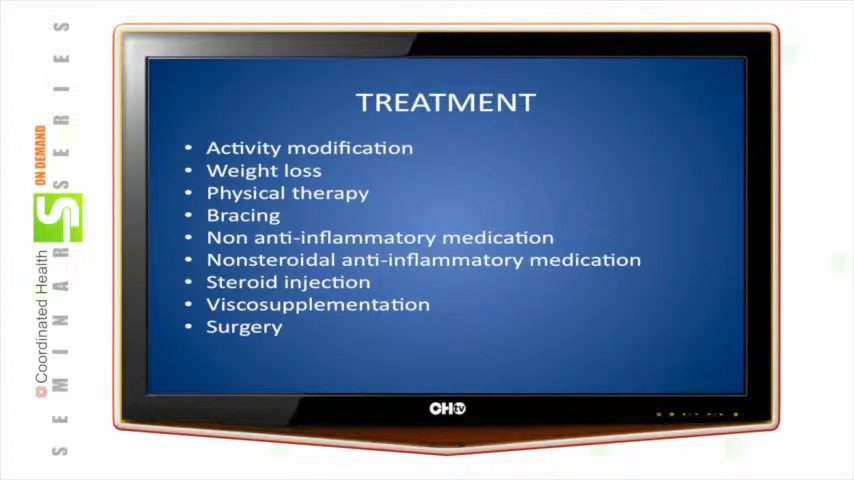 TREATMENT
• Activity modification
• Weight loss
• Physical therapy
• Bracing
• Non anti-inflammatory medication
• Nonsteroidal anti-inflammatory medication
• Steroid injection
• Viscosupplementation
• Surgery
CHtv
Coordinated Health
ON DEMAND
SEMINAR SERIES
S